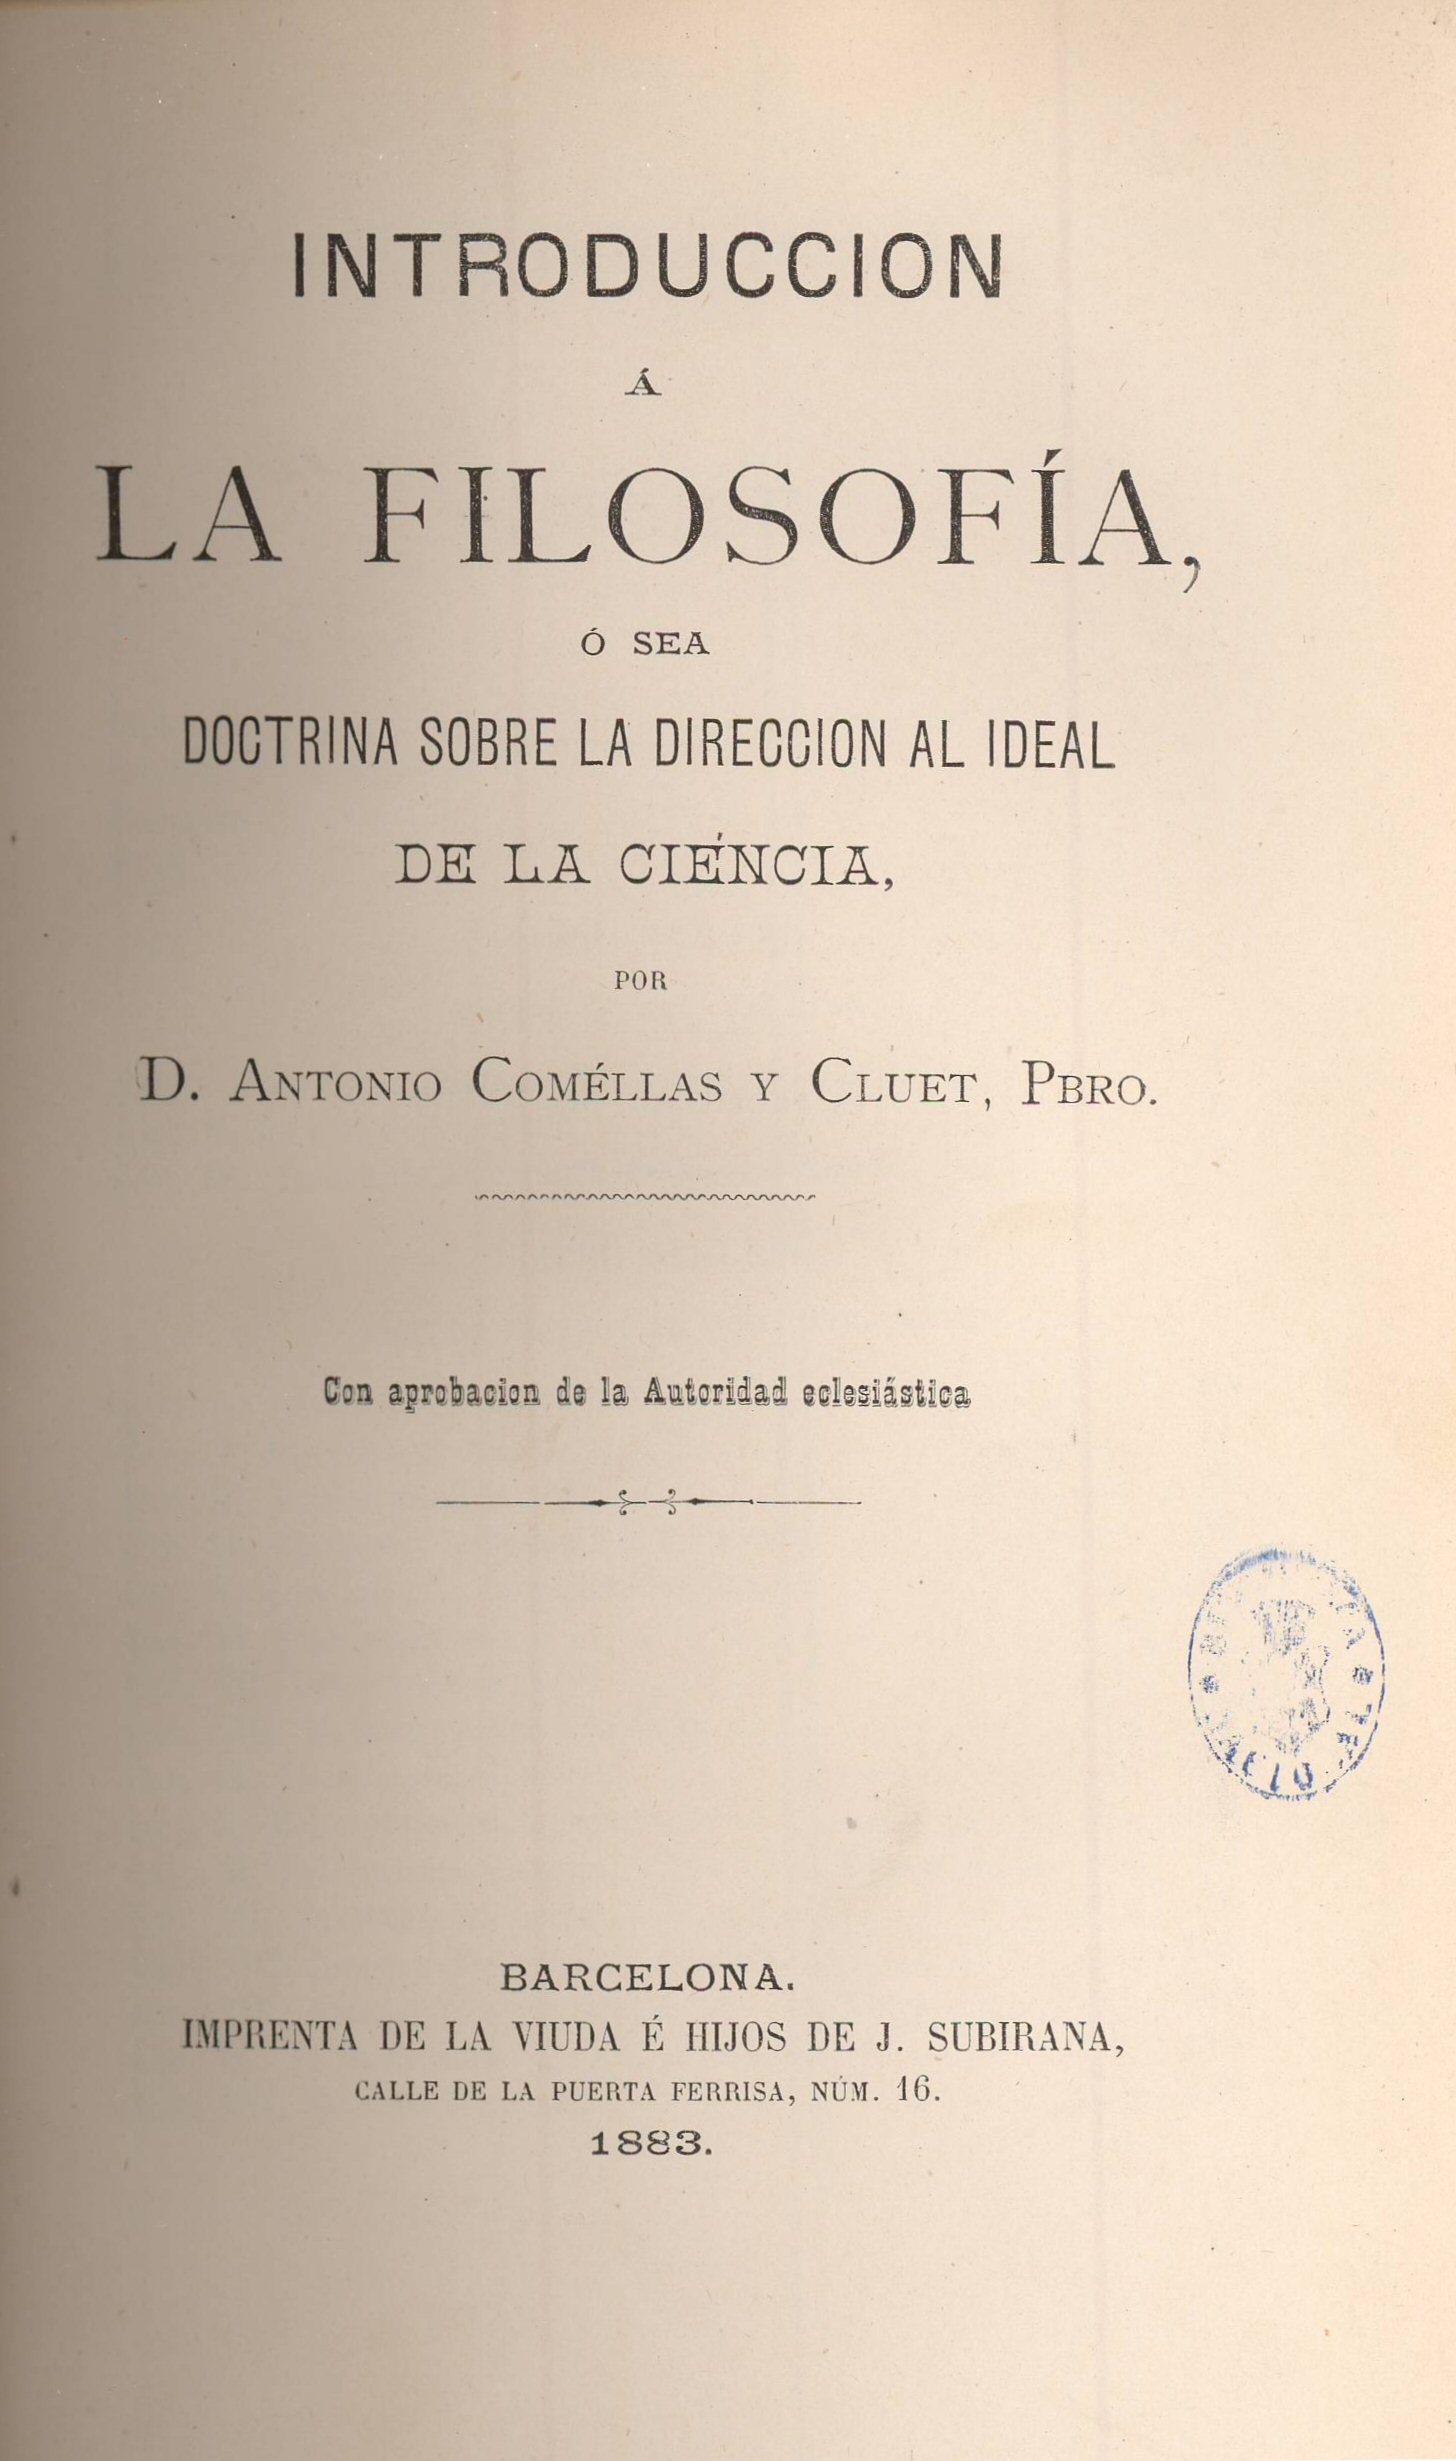 INTRODUCCION
Á
LA FILOSOFÍA,
Ó SEA
DOCTRINA SOBRE LA DIRECCION AL IDEAL
DE LA CIÉNCIA,
POR
D. ANTONIO COMÉLLAS Y CLUET, PBRO.
Con aprobacion de la Autoridad eclesiástica
BARCELONA.
IMPRENTA DE LA VIUDA É HIJOS DE J. SUBIRANA,
CALLE DE LA PUERTA FERRISA, NÚM. 16.
1883.